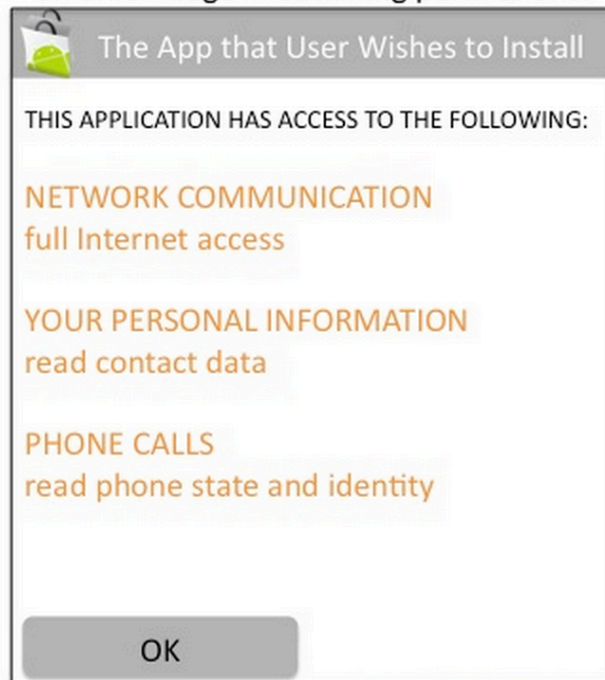 The App that User Wishes to Install
THIS APPLICATION HAS ACCESS TO THE FOLLOWING:
NETWORK COMMUNICATION
full Internet access
YOUR PERSONAL INFORMATION
read contact data
PHONE CALLS
read phone state and identity
OK